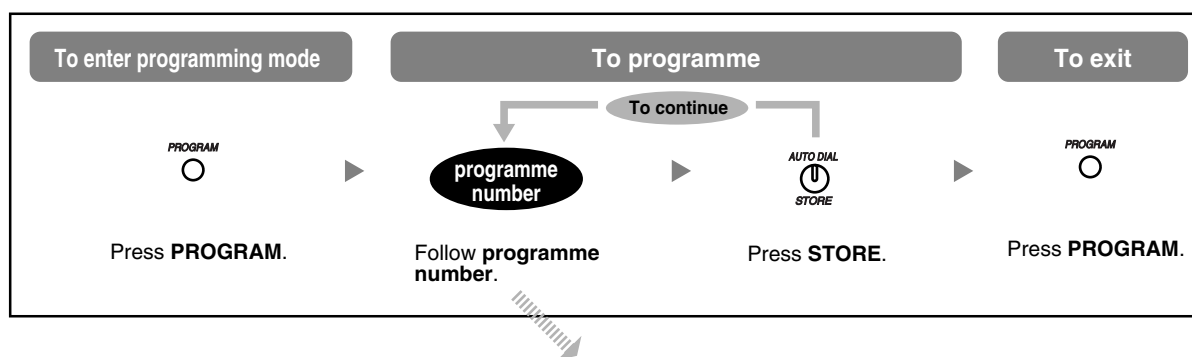 To enter programming mode
To programme
To exit
To continue
PROGRAM
programme
number
AUTO DIAL
STORE
PROGRAM
Press PROGRAM.
Follow programme
number.
Press STORE.
Press PROGRAM.